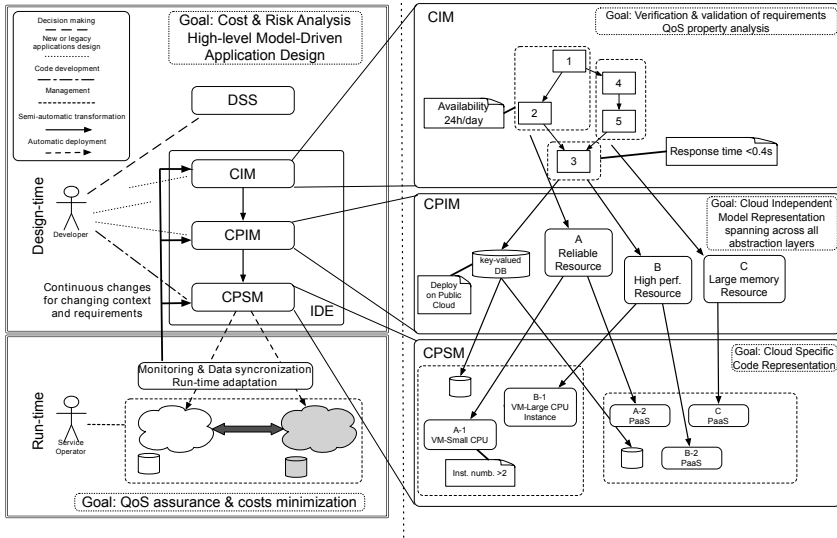 Decision making
New or legacy
applications design
Code development
Management
Semi-automatic transformation
Automatic deployment
Goal: Cost & Risk Analysis
High-level Model-Driven
Application Design
DSS
CIM
CPIM
CPSM
IDE
Design-time
Developer
Continuous changes
for changing context
and requirements
Monitoring & Data syncronization
Run-time adaptation
Run-time
Service
Operator
Goal: QoS assurance & costs minimization
CIM
Goal: Verification & validation of requirements
QoS property analysis
1
4
2
5
3
Availability
24h/day
Response time <0.4s
CPIM
Goal: Cloud Independent
Model Representation
spanning across all
abstraction layers
key-valued
DB
A
Reliable
Resource
B
High perf.
Resource
C
Large memory
Resource
Deploy
on Public
Cloud
CPSM
Goal: Cloud Specific
Code Representation
B-1
VM-Large CPU
Instance
A-1
VM-Small CPU
A-2
PaaS
C
PaaS
B-2
PaaS
Inst. numb. >2